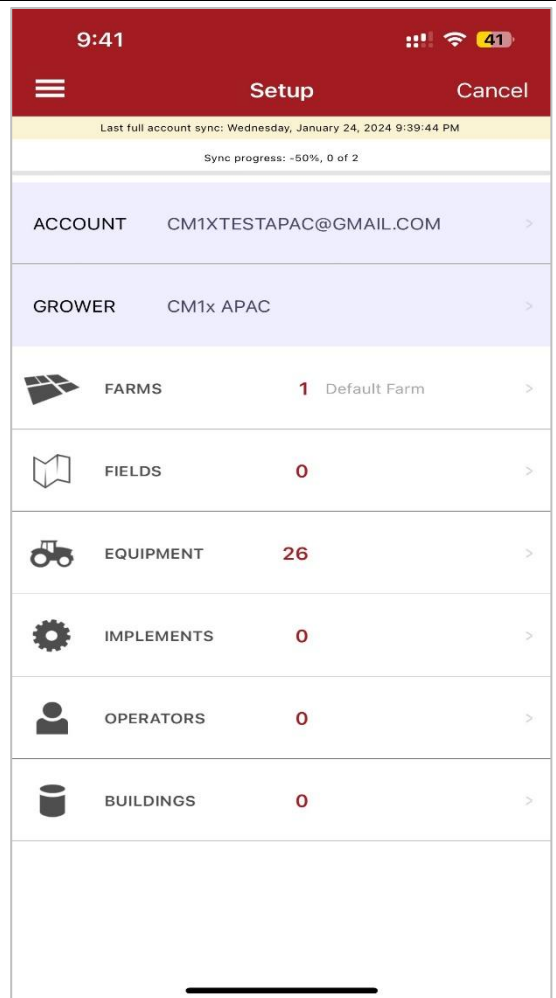 9:41
41
Setup
Cancel
Last full account sync: Wednesday, January 24, 2024 9:39:44 PM
Sync progress: -50%, 0 of 2
ACCOUNT CM1XTESTAPAC@GMAIL.COM >
GROWER CM1x APAC >
FARMS 1 Default Farm >
FIELDS 0 >
EQUIPMENT 26 >
IMPLEMENTS 0 >
OPERATORS 0 >
BUILDINGS 0 >